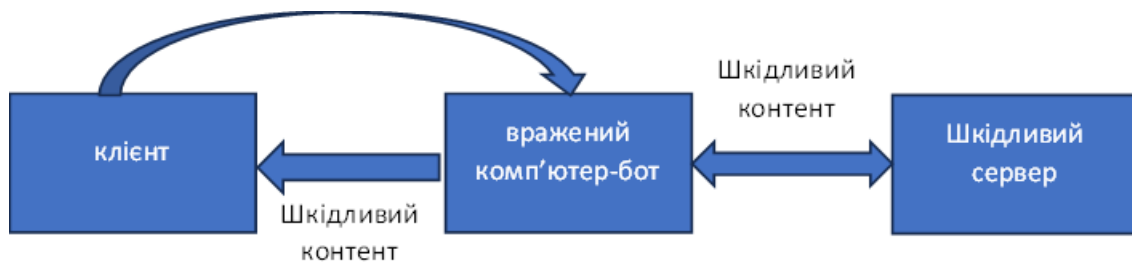 клієнт
Шкідливий
контент
вражений
комп’ютер-бот
Шкідливий
контент
Шкідливий
сервер